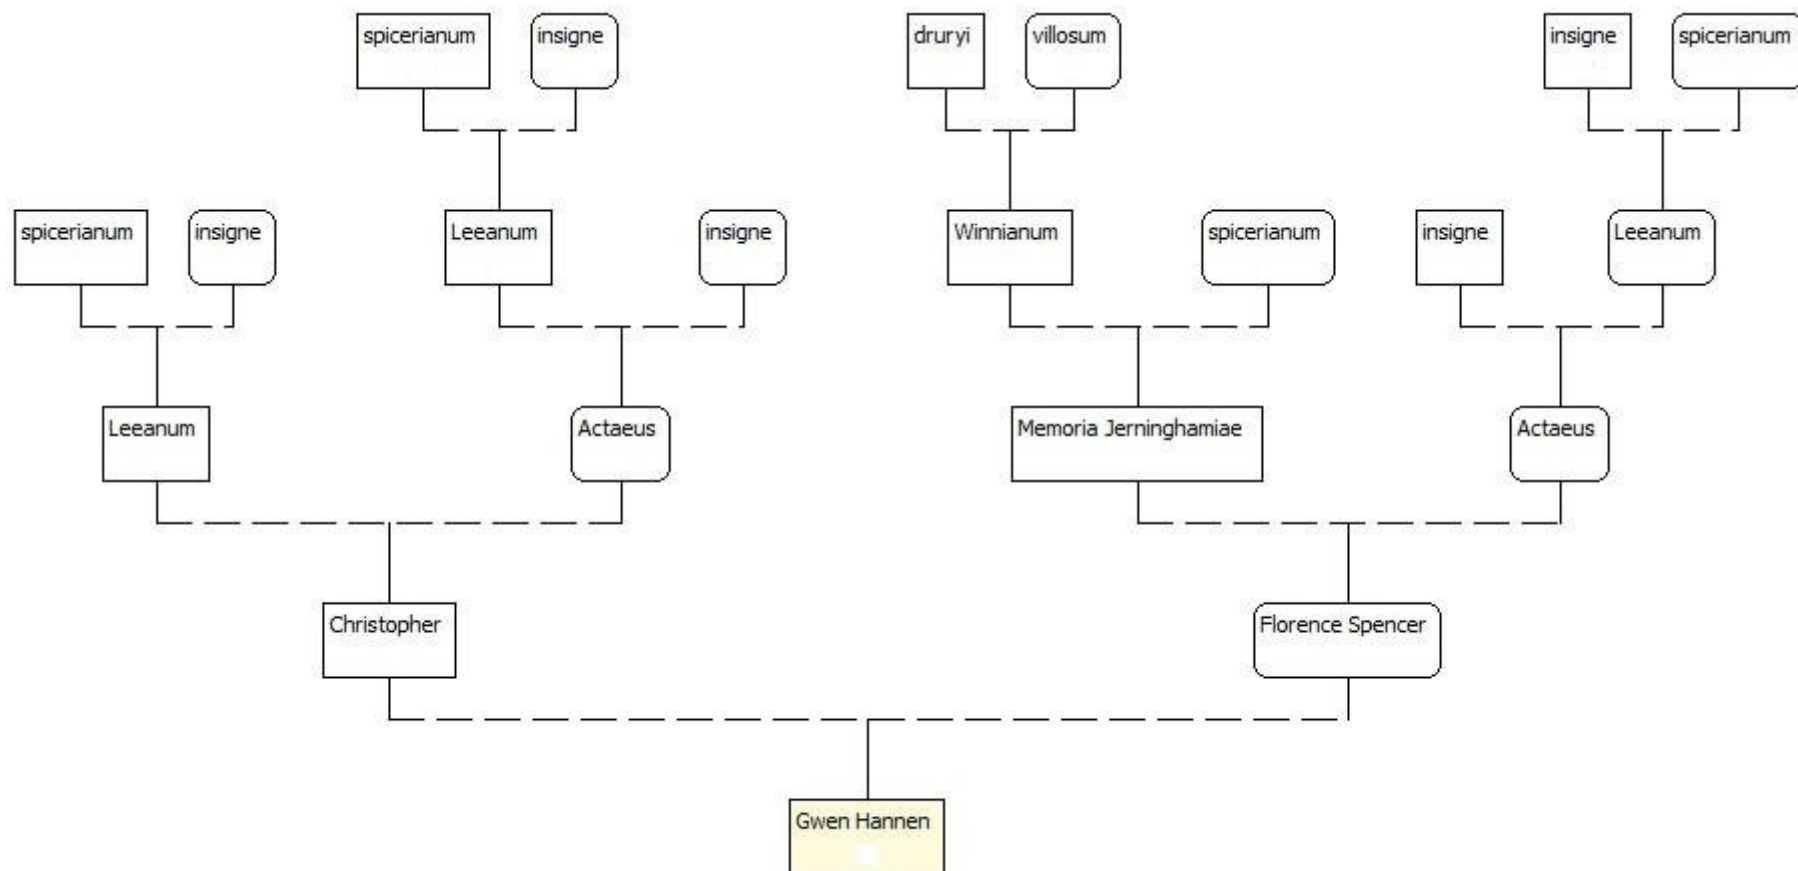 spicerianum
insigne
druryi
villosum
insigne
spicerianum
spicerianum
insigne
Leeanum
insigne
Winnianum
spicerianum
insigne
Leeanum
Leeanum
Actaeus
Memoria Jerninghamiae
Actaeus
Christopher
Florence Spencer
Gwen Hannen